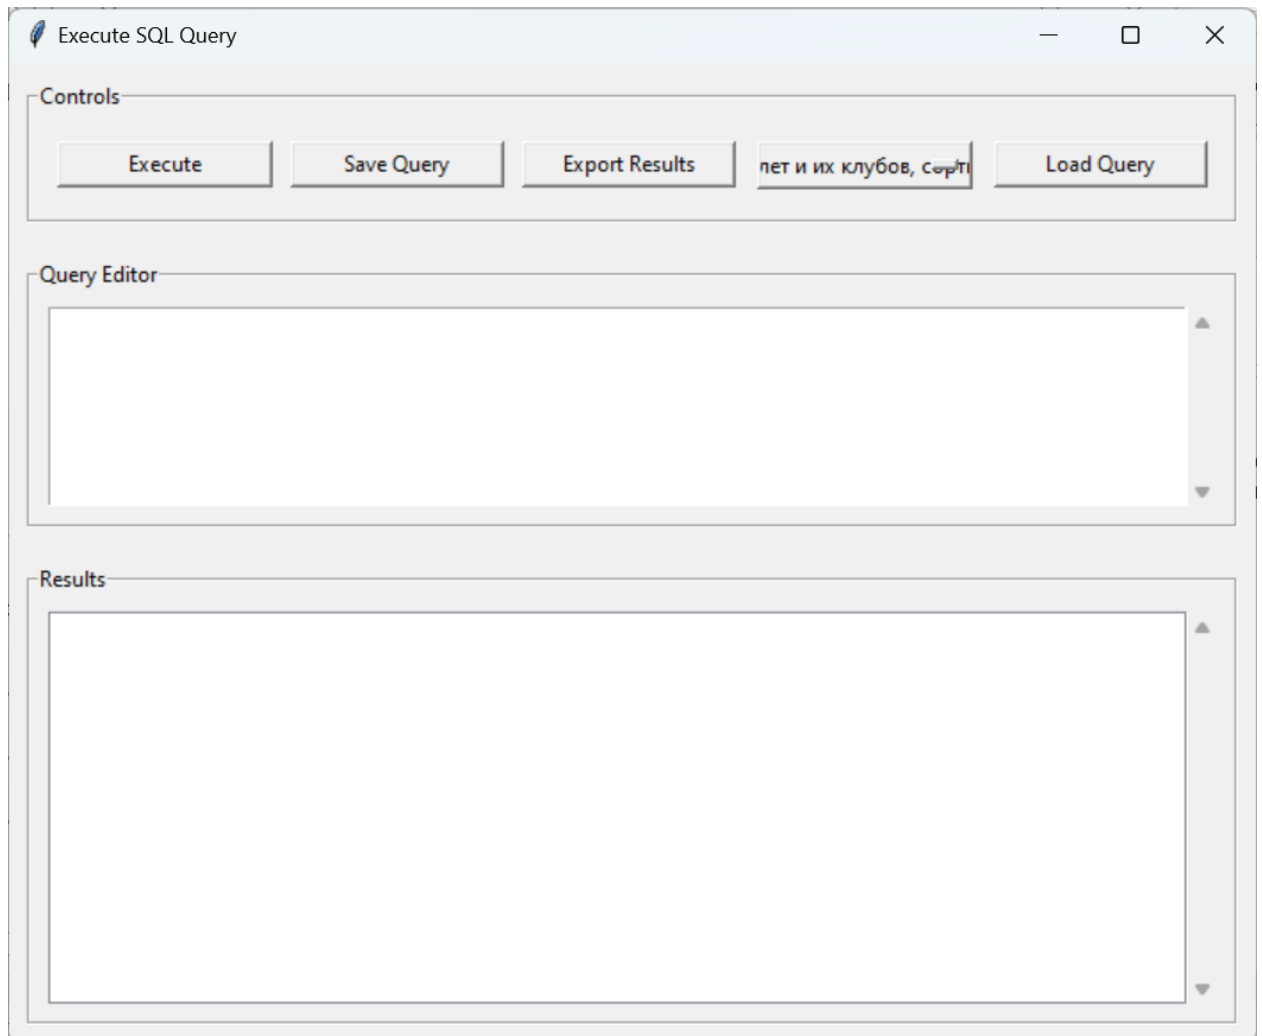 Execute SQL Query
Controls
Execute
Save Query
Export Results
лет и их клубов,
Load Query
Query Editor
Results